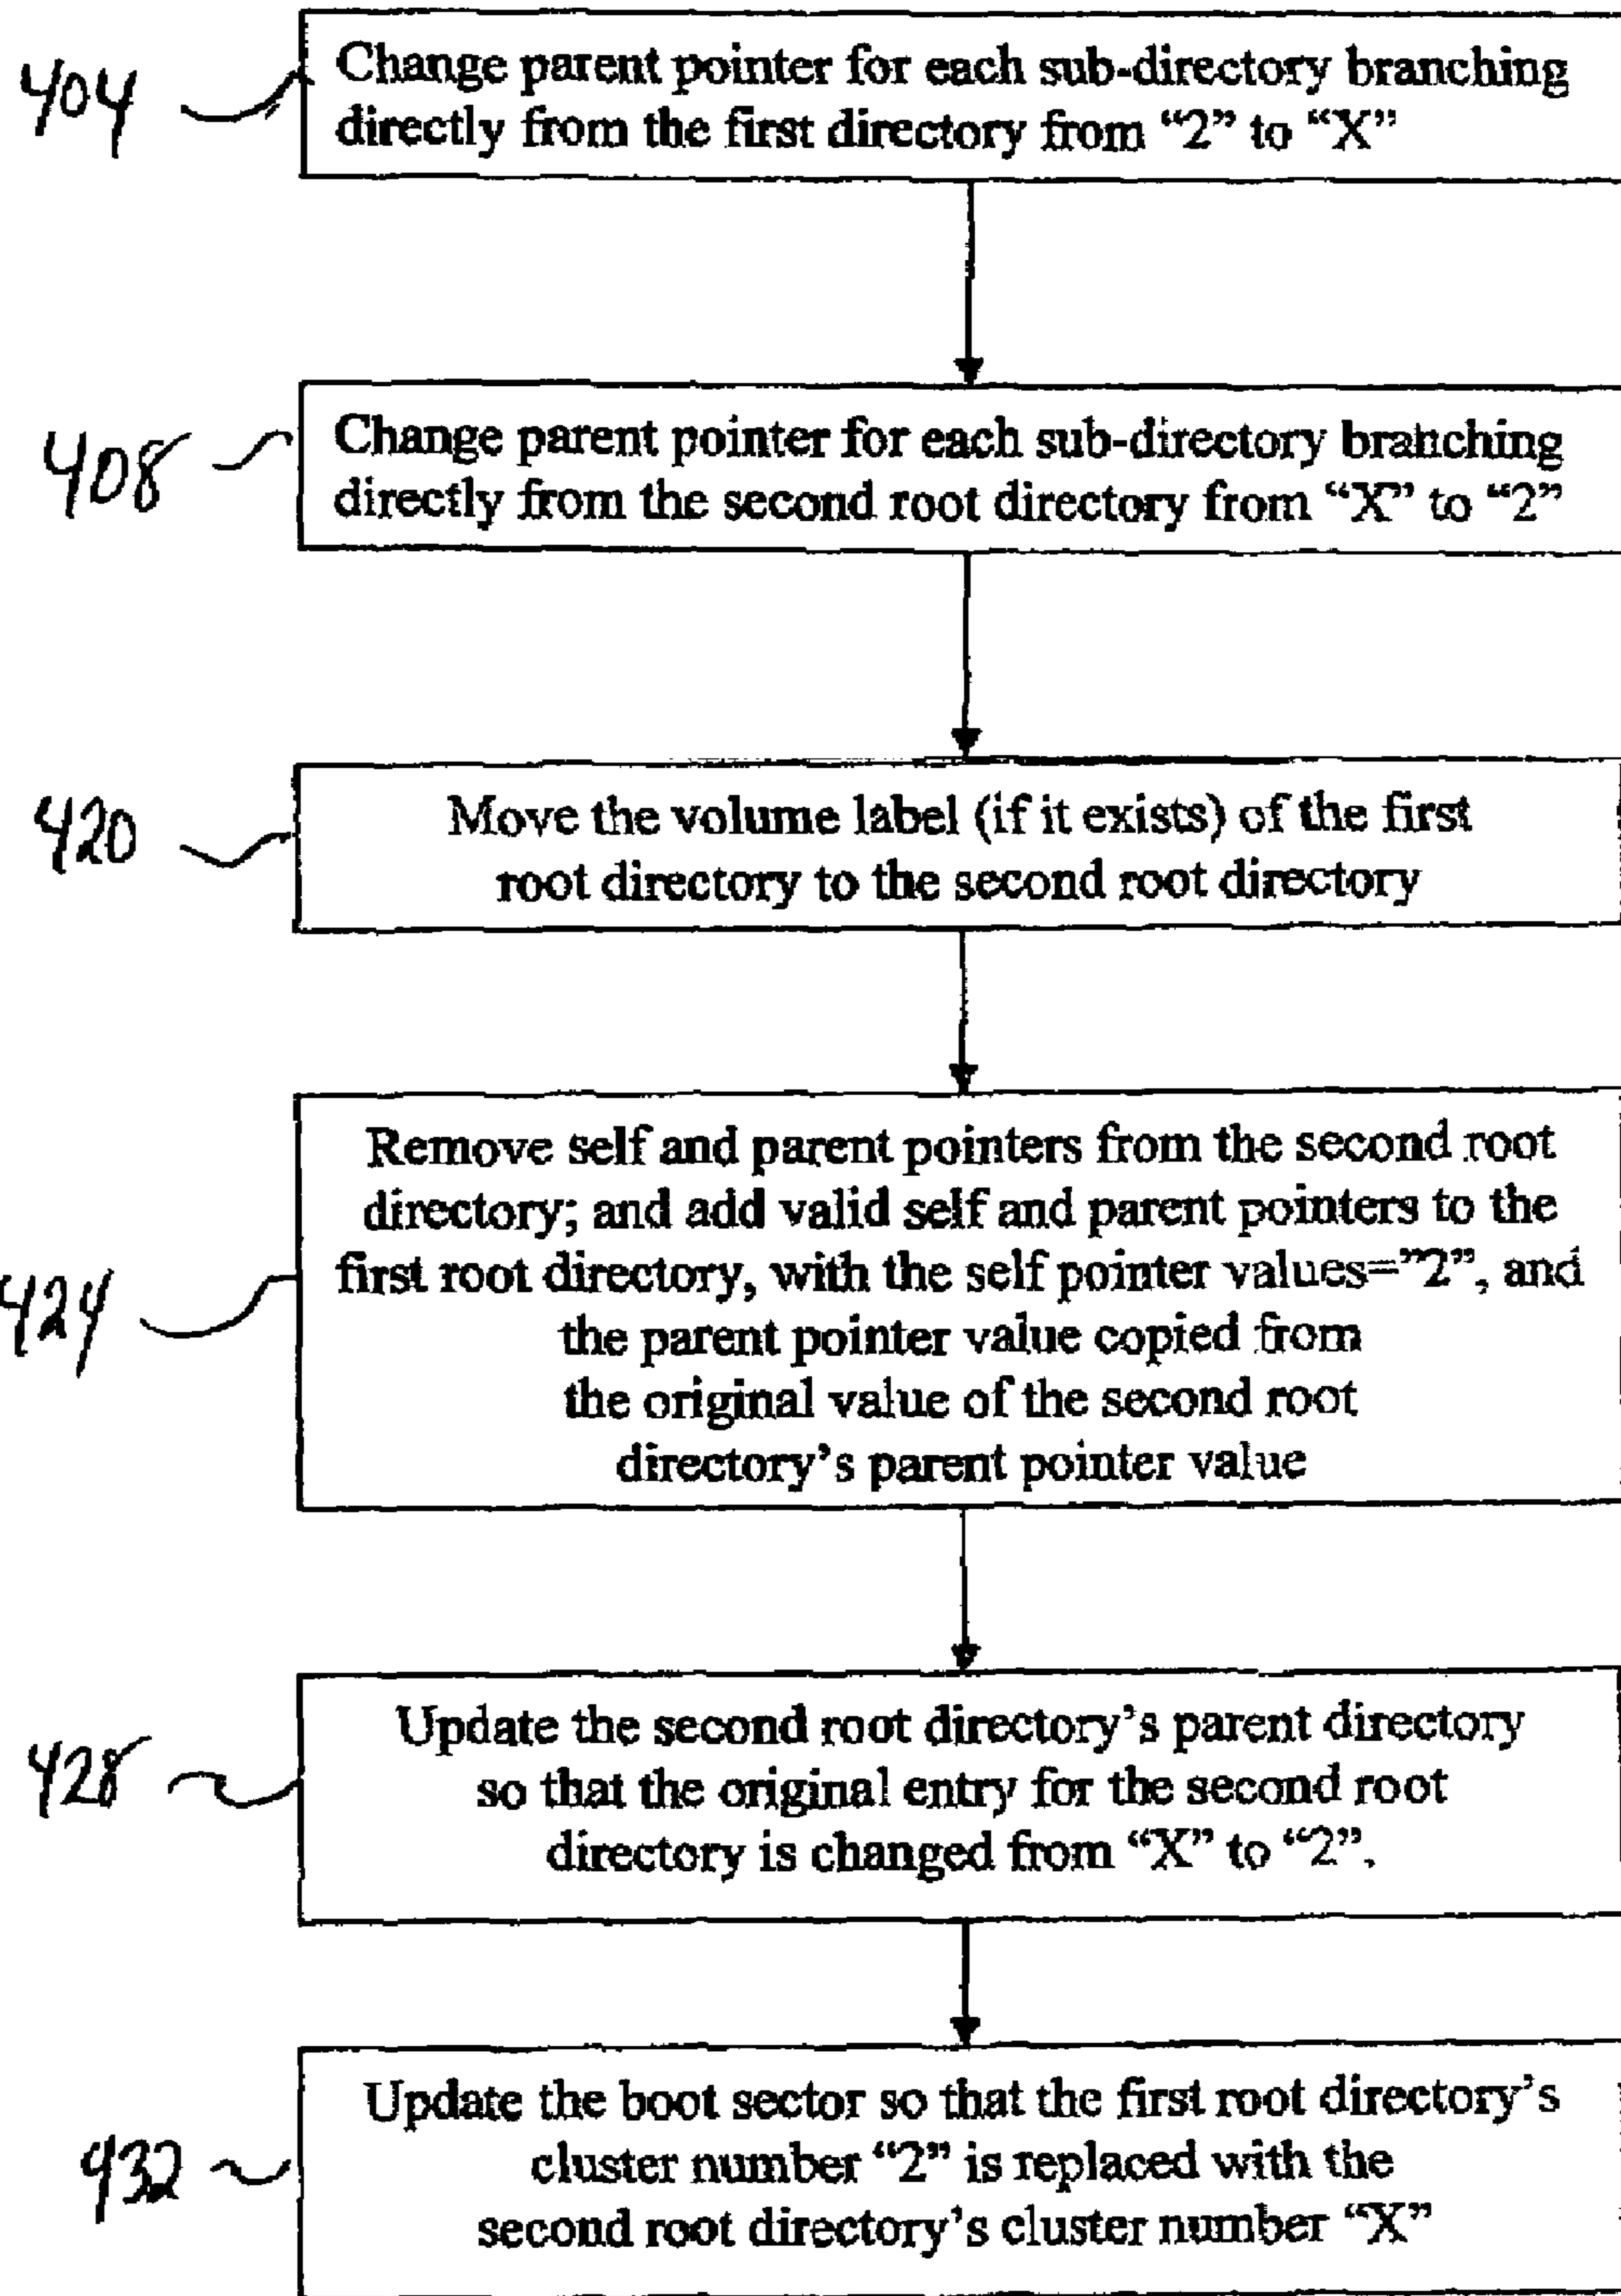 404
Change parent pointer for each sub-directory branching
directly from the first directory from “2” to “X”
408
Change parent pointer for each sub-directory branching
directly from the second root directory from “X” to “2”
420
Move the volume label (if it exists) of the first
root directory to the second root directory
424
Remove self and parent pointers from the second root
directory; and add valid self and parent pointers to the
first root directory, with the self pointer values=”2”, and
the parent pointer value copied from
the original value of the second root
directory’s parent pointer value
428
Update the second root directory’s parent directory
so that the original entry for the second root
directory is changed from “X” to “2”.
432
Update the boot sector so that the first root directory’s
cluster number “2” is replaced with the
second root directory’s cluster number “X”